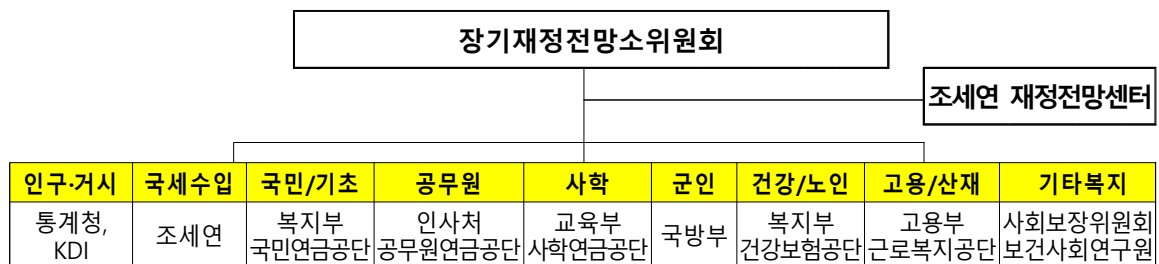 장기재정전망소위원회
조세연 재정전망센터
인구·거시 국세수입 국민/기초 공무원 사학 군인 건강/노인 고용/산재 기타복지
통계청, 조세연 복지부 인사처 교육부 국방부 복지부 고용부 사회보장위원회
KDI 국민연금공단 공무원연금공단 사학연금공단 건강보험공단 근로복지공단 보건사회연구원